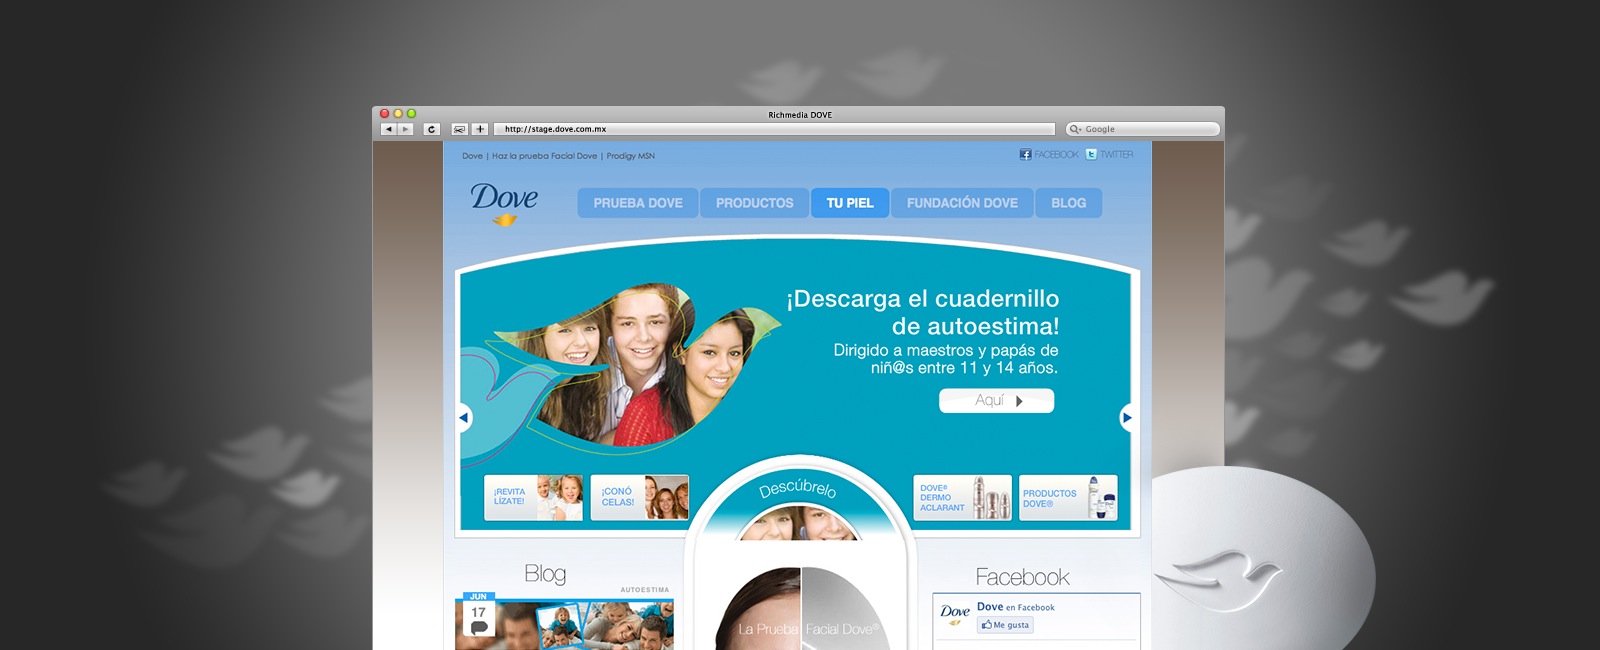 Richmedia DOVE
http://stage.dove.com.mx
Google
Dove | Haz la prueba Facial Dove | Prodigy MSN
FACEBOOK
TWITTER
Dove
PRUEBA DOVE
PRODUCTOS
TU PIEL
FUNDACIÓN DOVE
BLOG
¡Descarga el cuadernillo
de autoestima!
Dirigido a maestros y papás de
niñ@s entre 11 y 14 años.
Aquí
¡REVITA
LÍZATE!
¡CONÓ
CELAS!
Descúbrelo
DOVE®
DERMO
ACLARANT
PRODUCTOS
DOVE®
Blog
AUTOESTIMA
JUN
17
La Prueba Facial Dove®
Facebook
Dove
Dove en Facebook
Me gusta